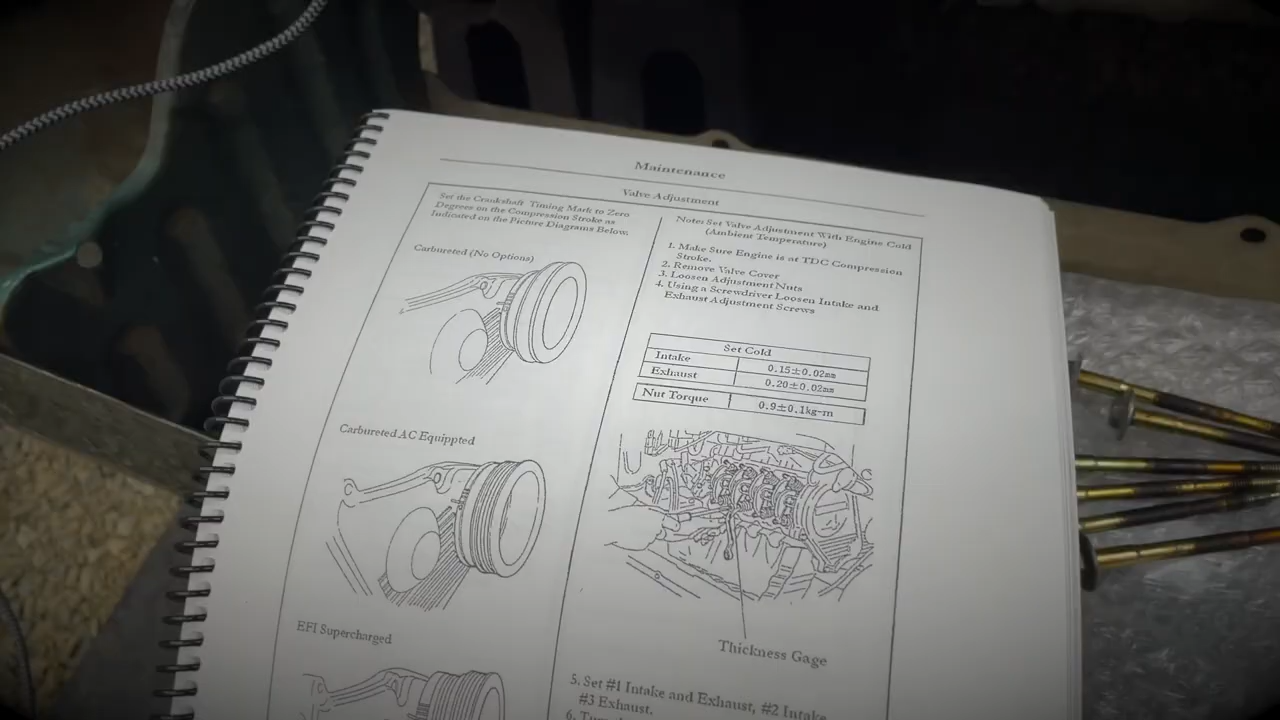 Maintenance
Valve Adjustment
Set the Crankshaft Timing Mark to Zero
Degrees on the Compression Stroke as
Indicated on the Picture Diagrams Below.
Carbureted (No Options)
Carbureted AC Equippted
EFI Supercharged
Note: Set Valve Adjustment With Engine Cold
(Ambient Temperature)
1. Make Sure Engine is at TDC Compression
Stroke.
2. Remove Valve Cover
3. Loosen Adjustment Nuts
4. Using a Screwdriver Loosen Intake and
Exhaust Adjustment Screws
Set Cold
Intake 0.15±0.02mm
Exhaust 0.20±0.02mm
Nut Torque 0.9±0.1kg-m
Thickness Gage
5. Set #1 Intake and Exhaust, #2 Intake
#3 Exhaust.
6.